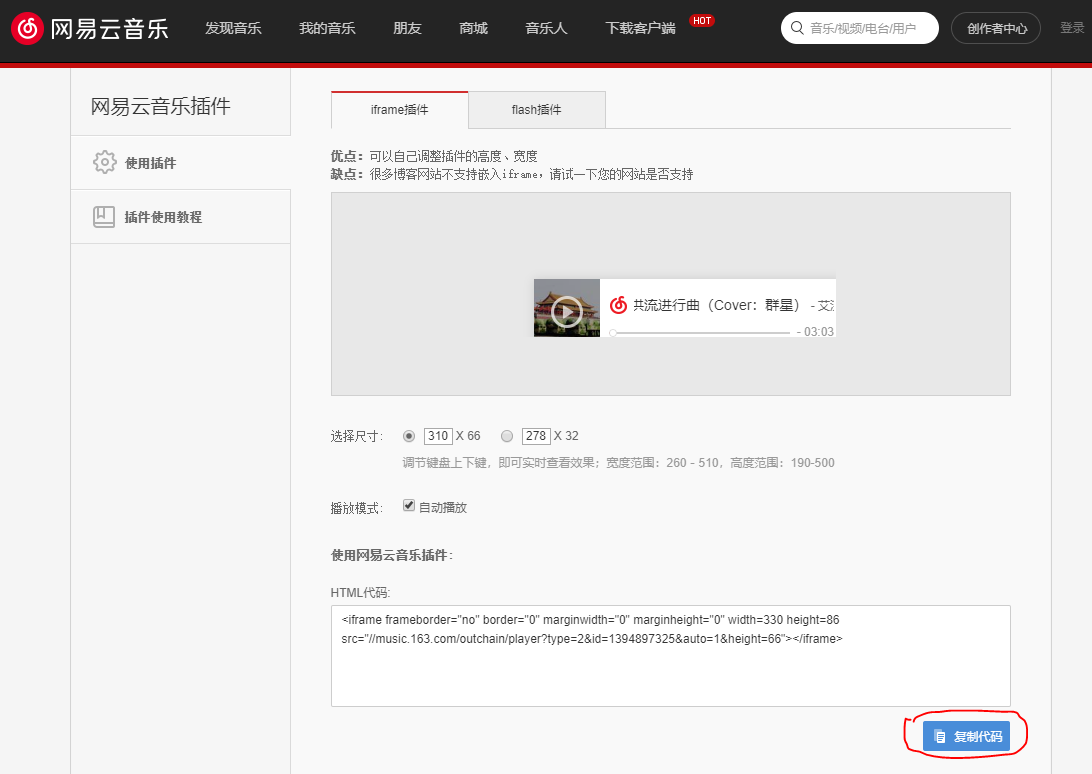 网易云音乐 发现音乐 我的音乐 朋友 商城 音乐人 下载客户端 HOT 音乐/视频/电台/用户 创作者中心 登录
网易云音乐插件
使用插件
插件使用教程
iframe插件 flash插件
优点：可以自己调整插件的高度、宽度
缺点：很多博客网站不支持嵌入iframe，请试一下您的网站是否支持
共流进行曲（Cover：群星） - 艾
- 03:03
选择尺寸： 310 X 66 278 X 32
调节键盘上下键，即可实时查看效果；宽度范围：260 - 510，高度范围：190-500
播放模式： 自动播放
使用网易云音乐插件：
HTML代码:
<iframe frameborder="no" border="0" marginwidth="0" marginheight="0" width=330 height=86
src="//music.163.com/outchain/player?type=2&id=1394897325&auto=1&height=66"></iframe>
复制代码